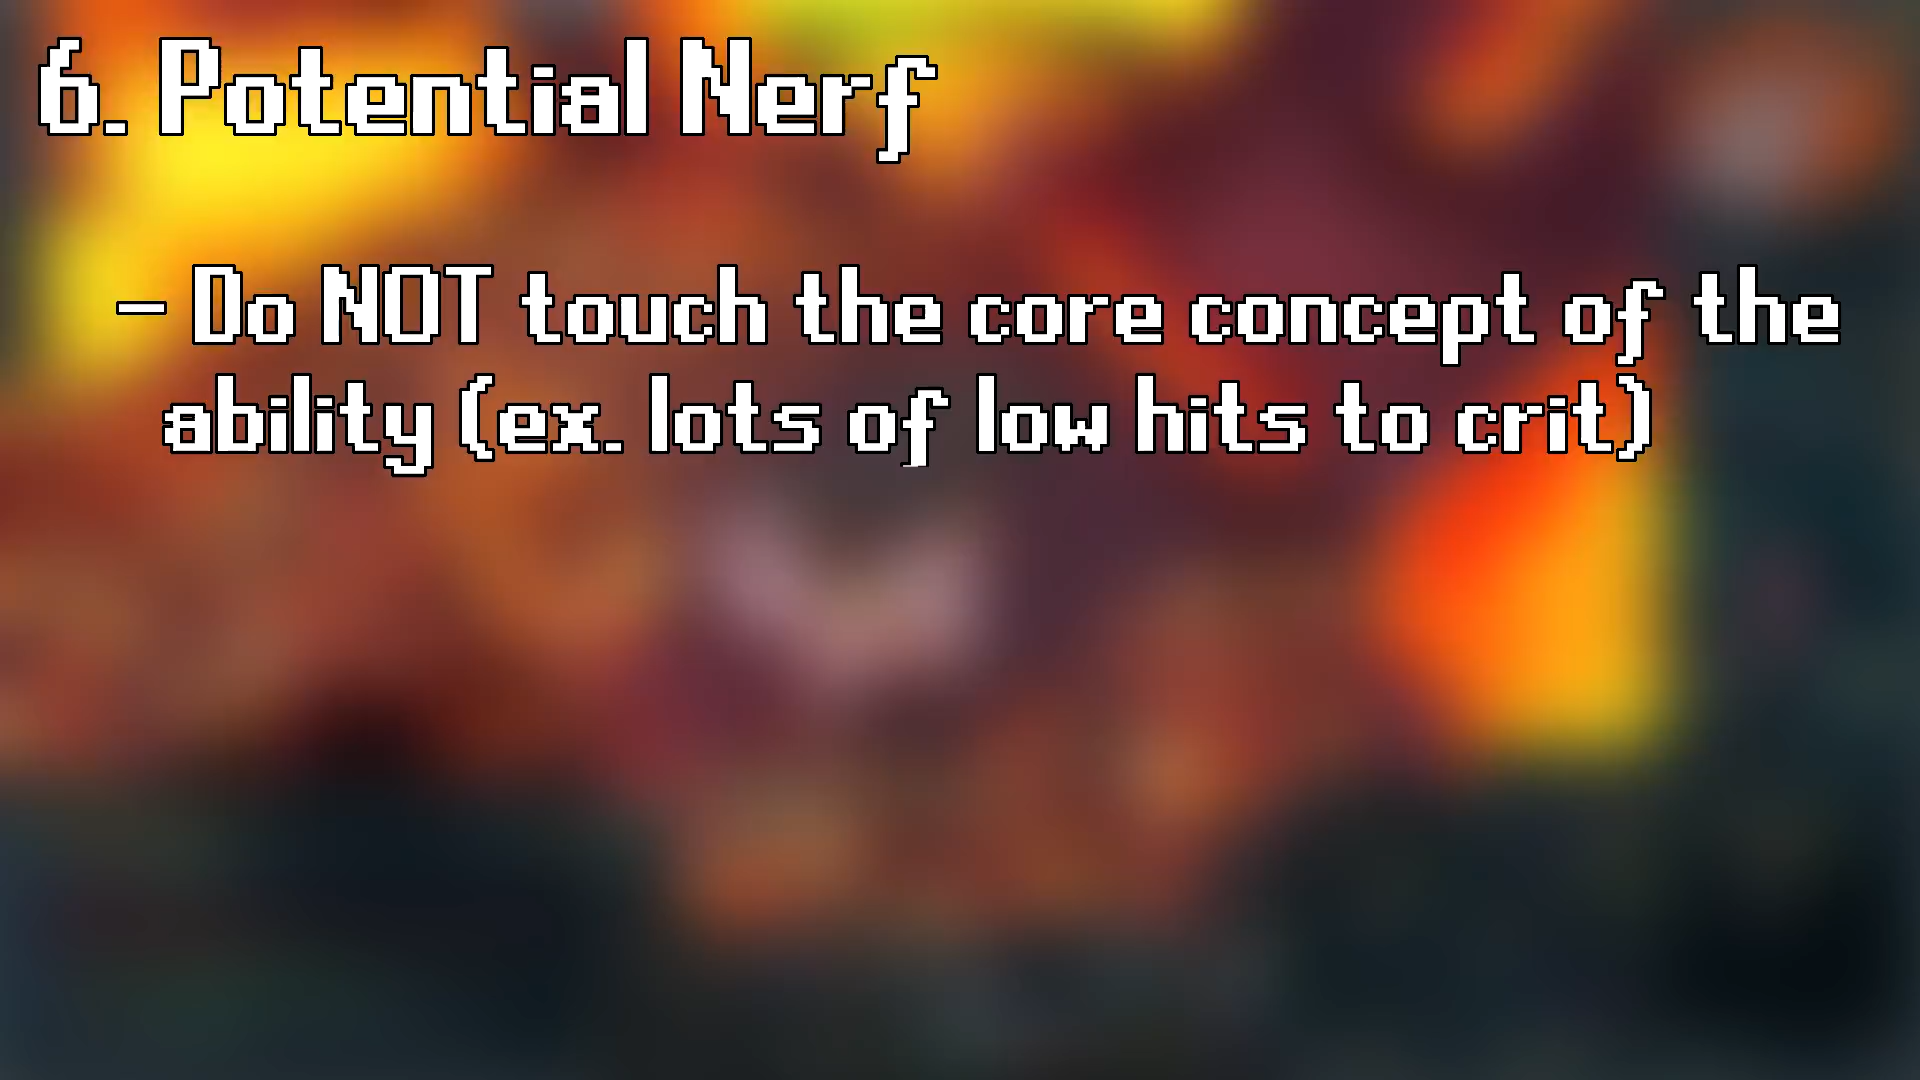 6. Potential Nerf
- Do NOT touch the core concept of the
ability (ex. lots of low hits to crit)